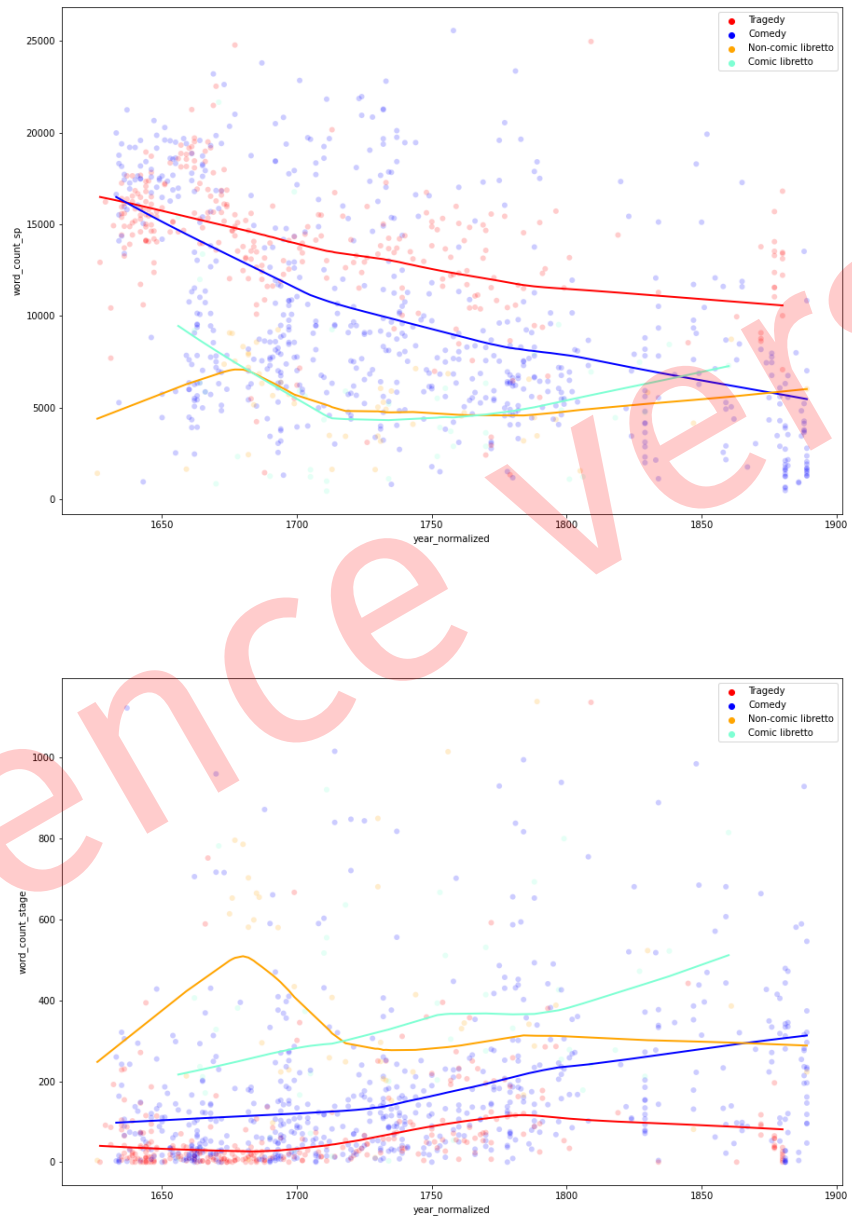 Tragedy
Comedy
Non-comic libretto
Comic libretto
25000
20000
15000
10000
5000
0
word_count_sp
1650
1700
1750
1800
1850
1900
year_normalized
ence vers
Tragedy
Comedy
Non-comic libretto
Comic libretto
1000
800
600
400
200
0
word_count_stage
1650
1700
1750
1800
1850
1900
year_normalized